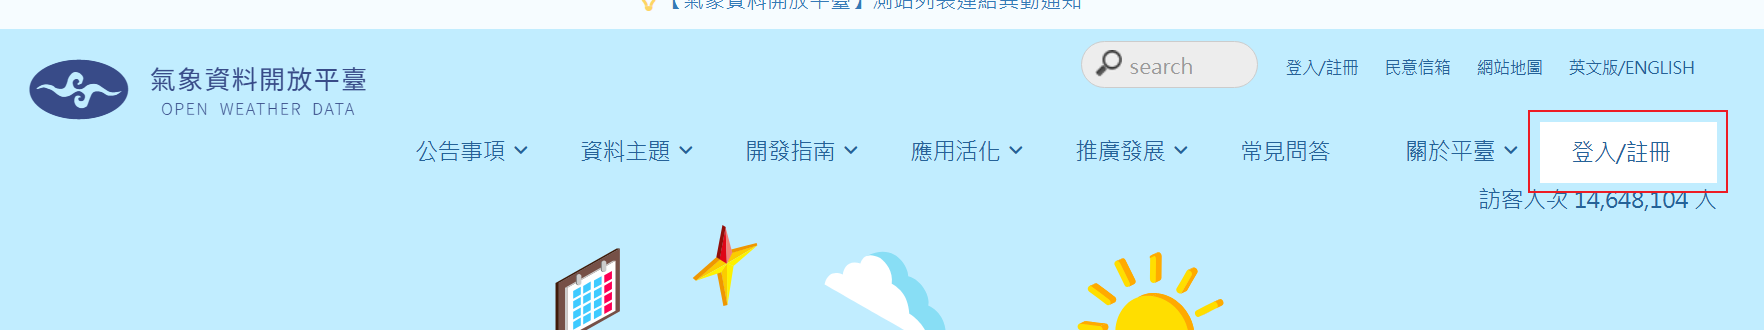 【氣象資料開放平臺】測站列表連結異動通知
氣象資料開放平臺
OPEN WEATHER DATA
search
登入/註冊
民意信箱
網站地圖
英文版/ENGLISH
公告事項
資料主題
開發指南
應用活化
推廣發展
常見問答
關於平臺
登入/註冊
訪客人次 14,648,104 人